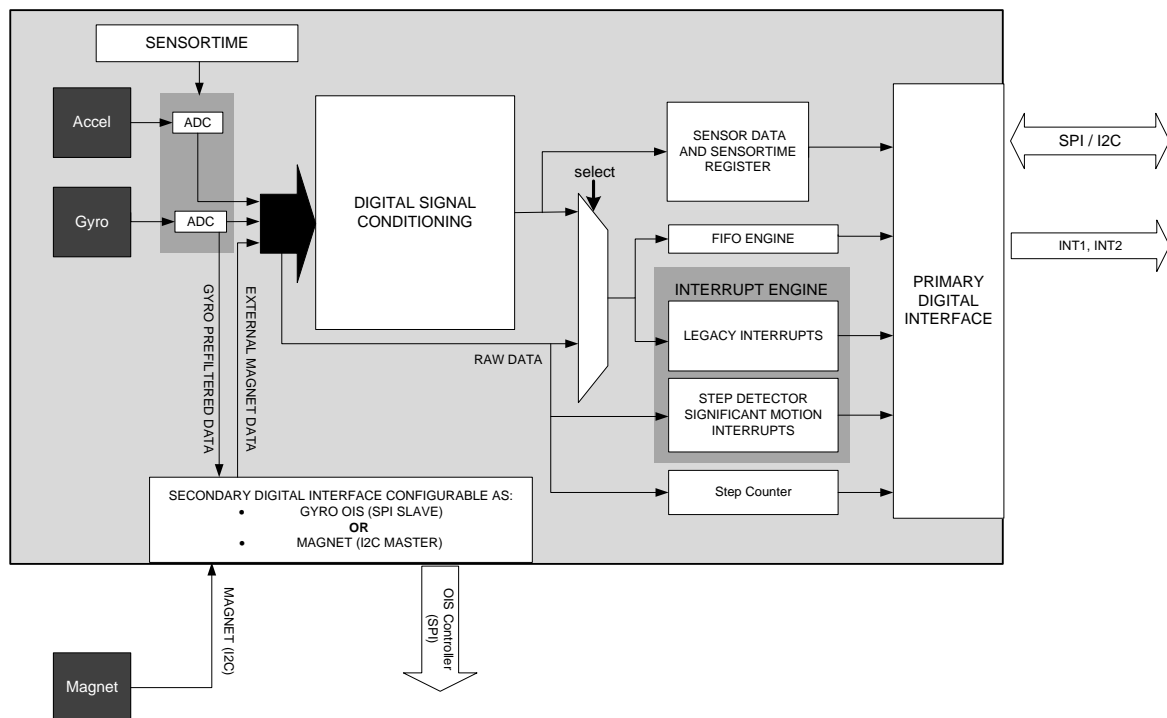 SENSORTIME
Accel
ADC
Gyro
ADC
DIGITAL SIGNAL
CONDITIONING
select
SENSOR DATA
AND SENSORTIME
REGISTER
FIFO ENGINE
INTERRUPT ENGINE
LEGACY INTERRUPTS
STEP DETECTOR
SIGNIFICANT MOTION
INTERRUPTS
Step Counter
PRIMARY
DIGITAL
INTERFACE
SPI / I2C
INT1, INT2
RAW DATA
GYRO PREFILTERED DATA
EXTERNAL MAGNET DATA
SECONDARY DIGITAL INTERFACE CONFIGURABLE AS:
• GYRO OIS (SPI SLAVE)
OR
• MAGNET (I2C MASTER)
MAGNET (I2C)
OIS Controller
(SPI)
Magnet